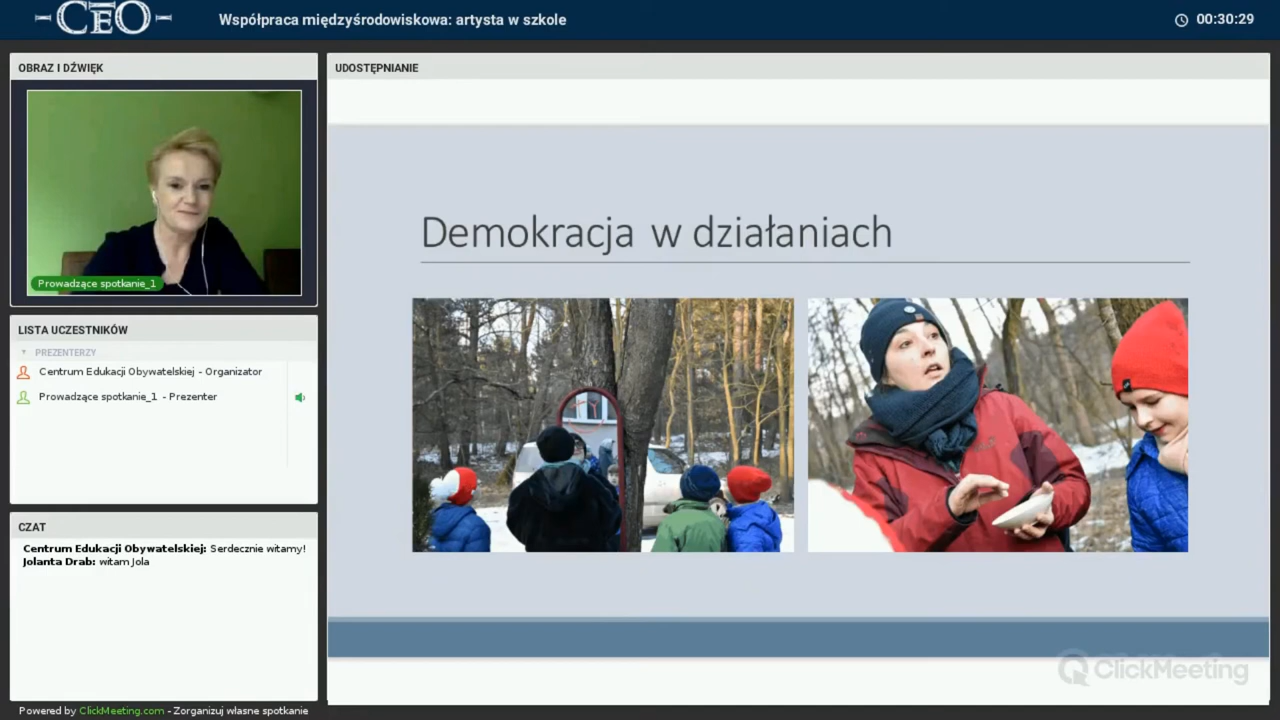 CEO
Współpraca międzyśrodowiskowa: artysta w szkole
00:30:29
OBRAZ I DŹWIĘK
Prowadzące spotkanie_1
LISTA UCZESTNIKÓW
PREZENTERZY
Centrum Edukacji Obywatelskiej - Organizator
Prowadzące spotkanie_1 - Prezenter
CZAT
Centrum Edukacji Obywatelskiej: Serdecznie witamy!
Jolanta Drab: witam Jola
Powered by ClickMeeting.com - Zorganizuj własne spotkanie
UDOSTĘPNIANIE
Demokracja w działaniach
ClickMeeting